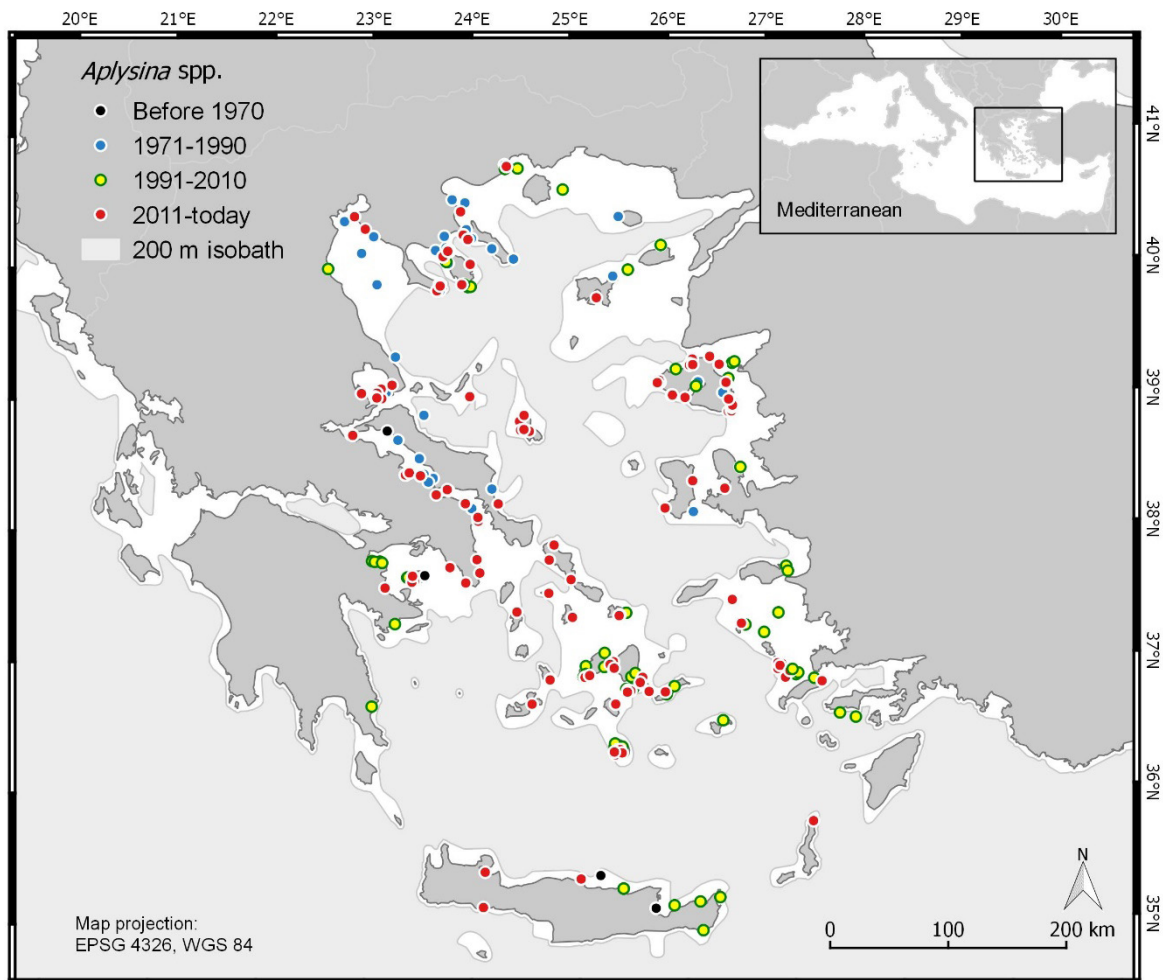 20°E 21°E 22°E 23°E 24°E 25°E 26°E 27°E 28°E 29°E 30°E
Aplysina spp.
Before 1970
1971-1990
1991-2010
2011-today
200 m isobath
Mediterranean
41°N
40°N
39°N
38°N
37°N
36°N
35°N
N
Map projection:
EPSG 4326, WGS 84
0 100 200 km